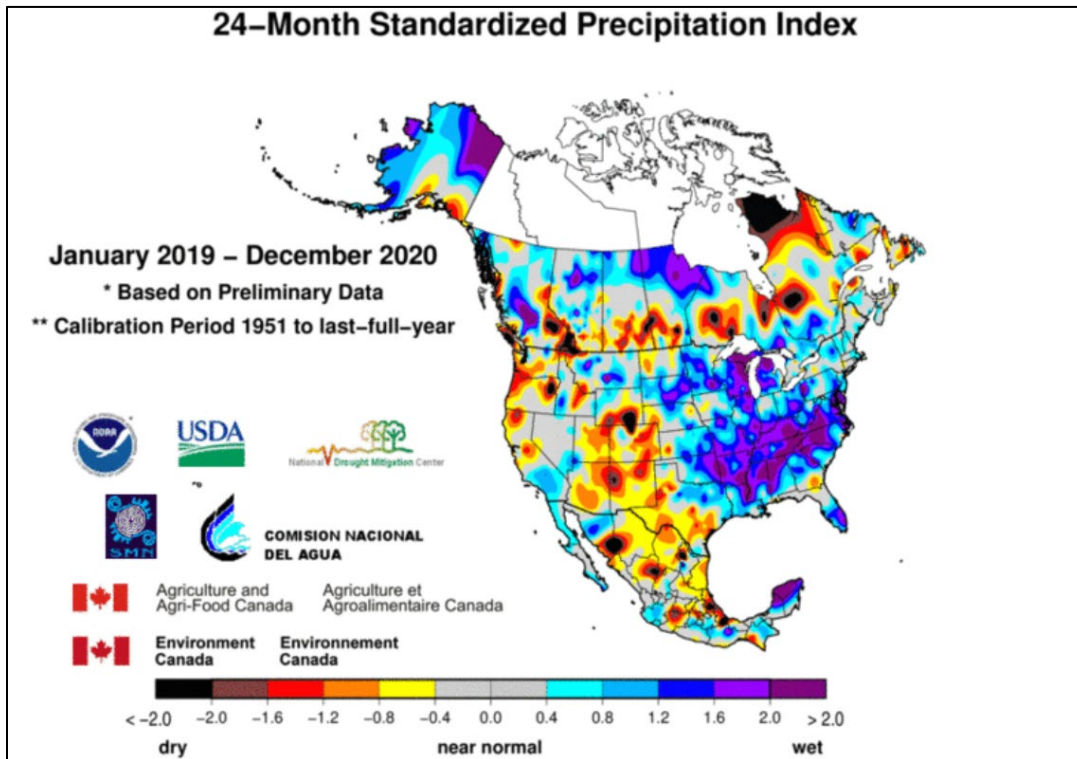 24-Month Standardized Precipitation Index
January 2019 - December 2020
* Based on Preliminary Data
** Calibration Period 1951 to last-full-year
NOAA
USDA
National Drought Mitigation Center
SMN
COMISION NACIONAL
DEL AGUA
Agriculture and
Agri-Food Canada
Agriculture et
Agroalimentaire Canada
Environment
Canada
Environnement
Canada
< -2.0 -2.0 -1.6 -1.2 -0.8 -0.4 0.0 0.4 0.8 1.2 1.6 2.0 > 2.0
dry near normal wet